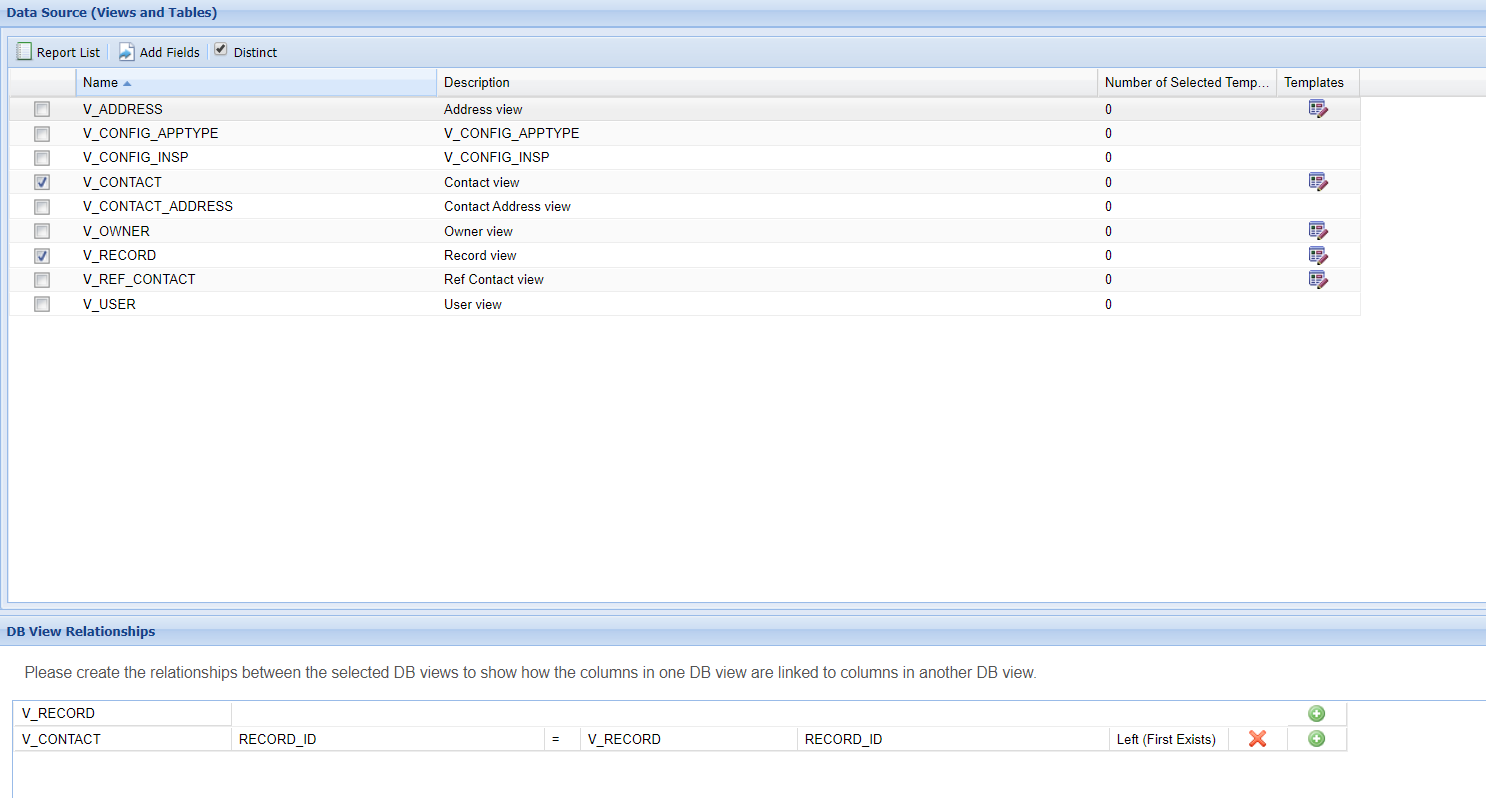 Data Source (Views and Tables)
Report List Add Fields Distinct
Name Description Number of Selected Temp... Templates
V_ADDRESS Address view 0
V_CONFIG_APPTYPE V_CONFIG_APPTYPE 0
V_CONFIG_INSP V_CONFIG_INSP 0
V_CONTACT Contact view 0
V_CONTACT_ADDRESS Contact Address view 0
V_OWNER Owner view 0
V_RECORD Record view 0
V_REF_CONTACT Ref Contact view 0
V_USER User view 0
DB View Relationships
Please create the relationships between the selected DB views to show how the columns in one DB view are linked to columns in another DB view.
V_RECORD
V_CONTACT RECORD_ID = V_RECORD RECORD_ID Left (First Exists)